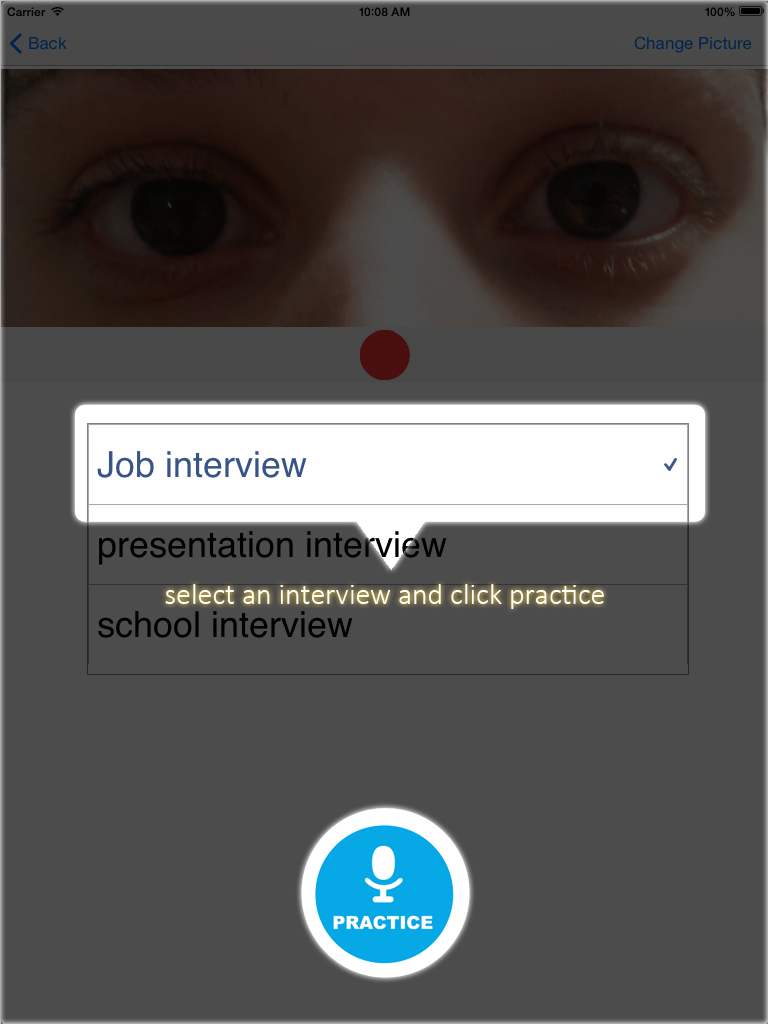 Carrier 10:08 AM 100%
Back Change Picture
Job interview
presentation interview
select an interview and click practice
school interview
PRACTICE